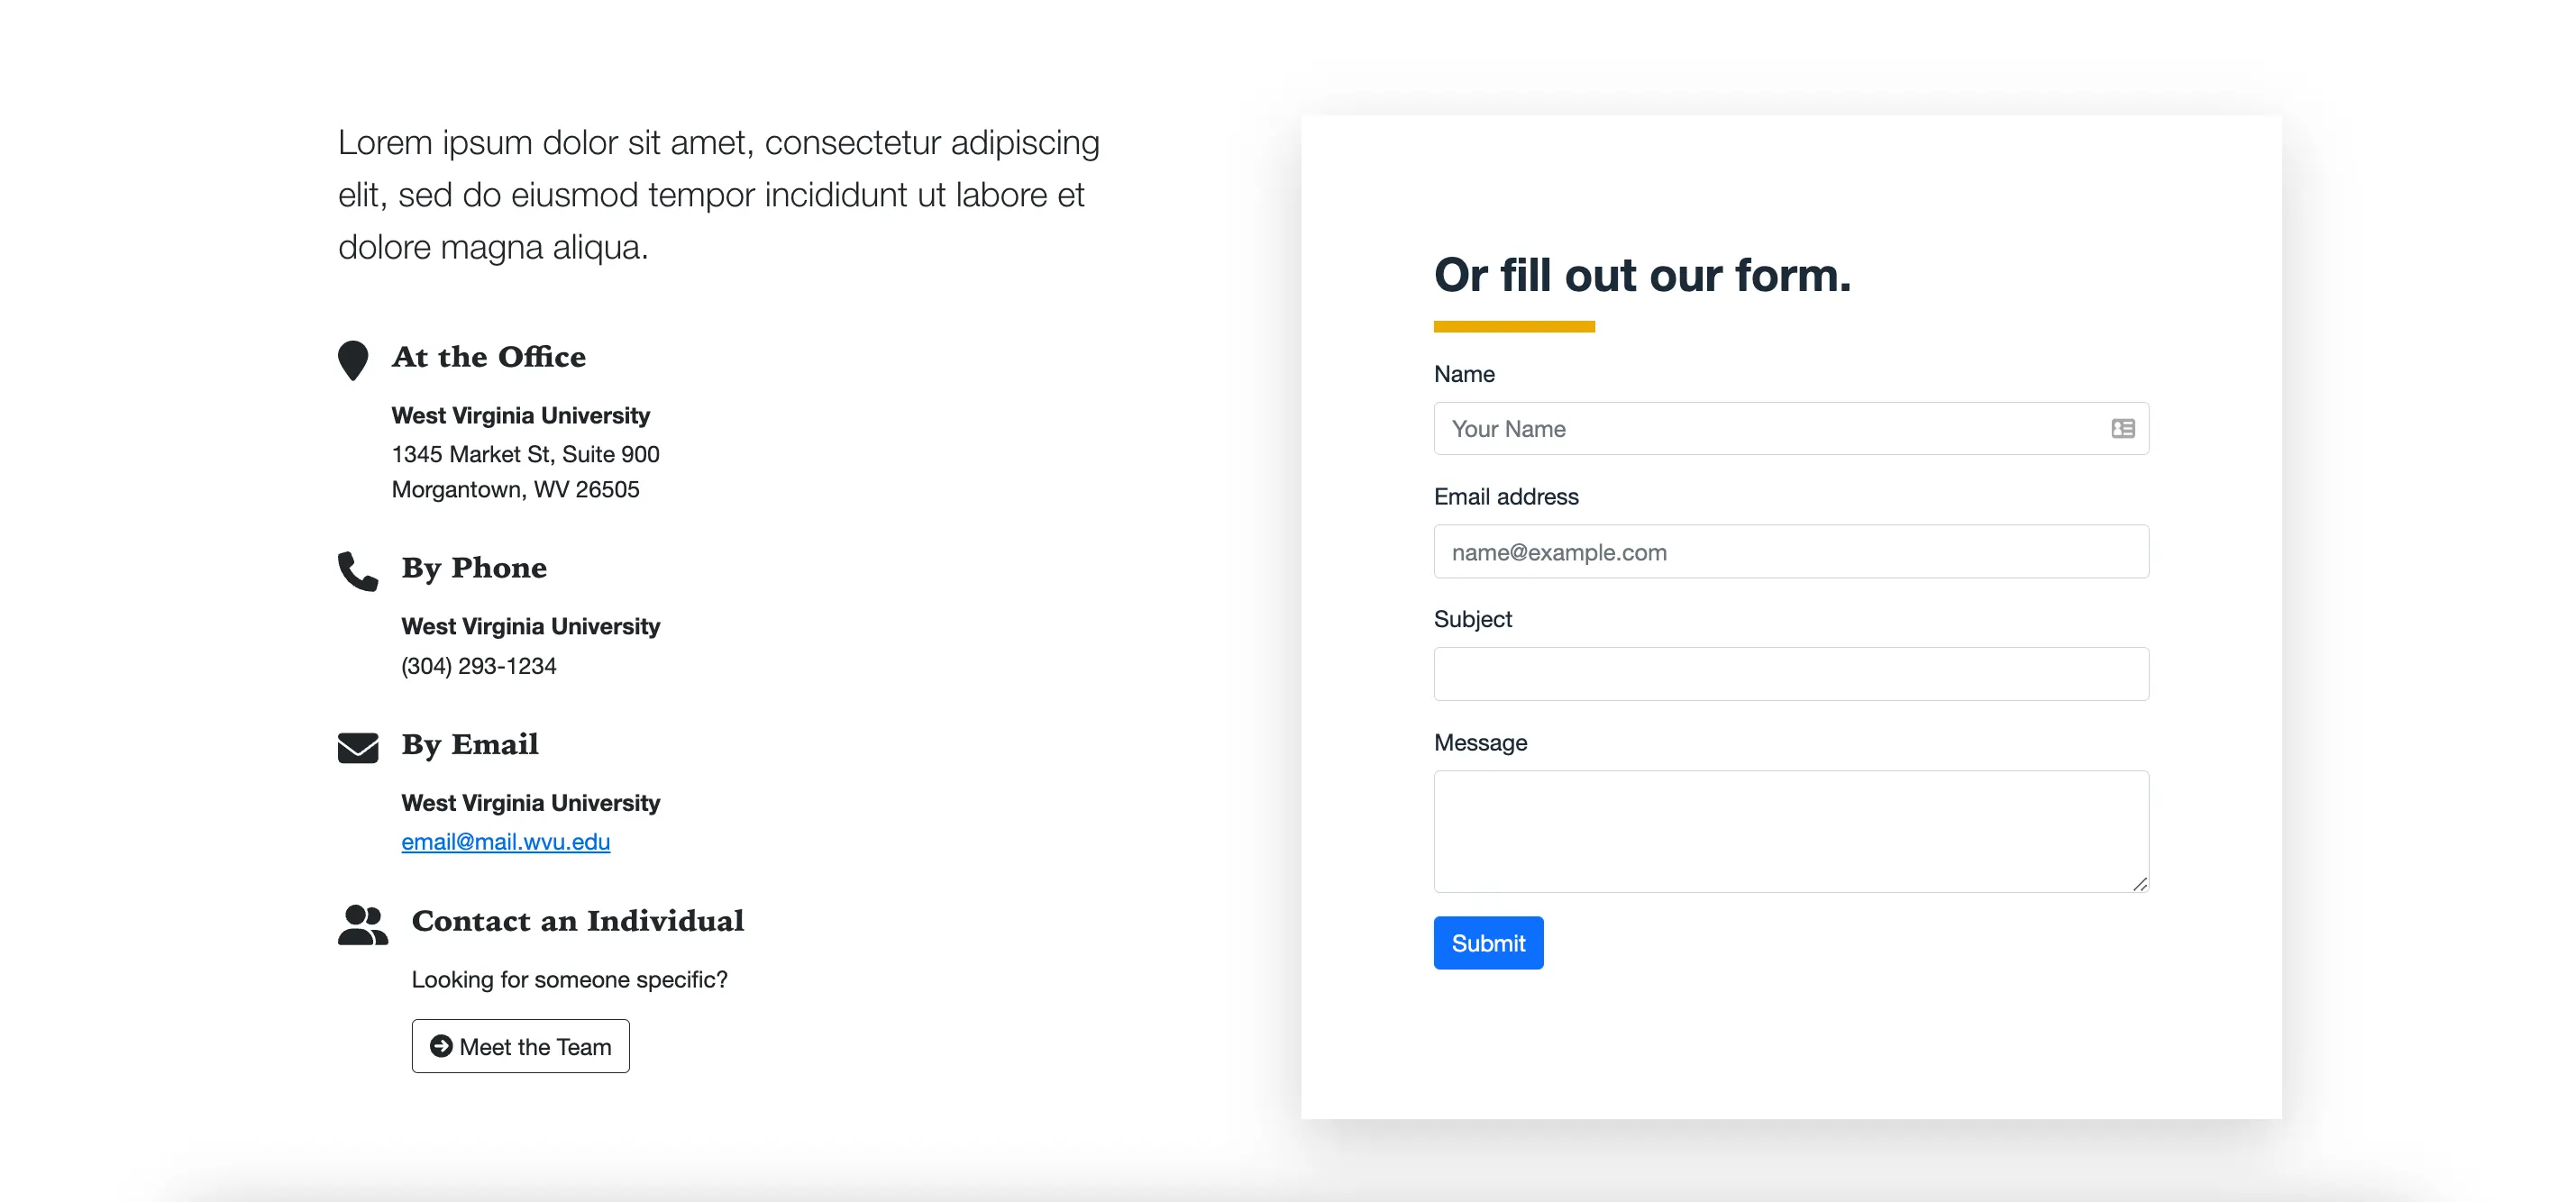 Lorem ipsum dolor sit amet, consectetur adipiscing
elit, sed do eiusmod tempor incididunt ut labore et
dolore magna aliqua.
At the Office
West Virginia University
1345 Market St, Suite 900
Morgantown, WV 26505
By Phone
West Virginia University
(304) 293-1234
By Email
West Virginia University
email@mail.wvu.edu
Contact an Individual
Looking for someone specific?
Meet the Team
Or fill out our form.
Name
Your Name
Email address
name@example.com
Subject
Message
Submit